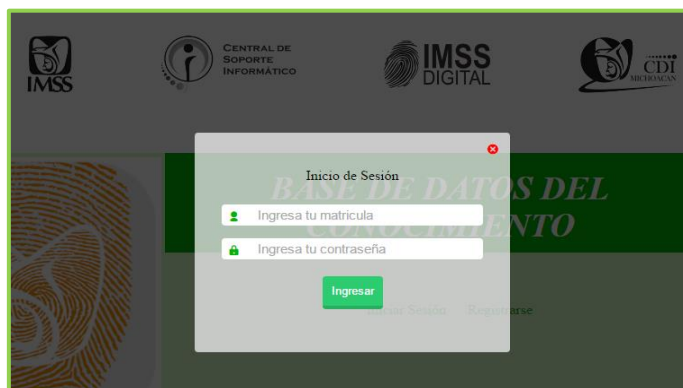 IMSS
CENTRAL DE
SOPORTE
INFORMÁTICO
IMSS
DIGITAL
CDI
MICHOACAN
Inicio de Sesión
BASE DE DATOS DEL
CONOCIMIENTO
Ingresa tu matricula
Ingresa tu contraseña
Ingresar
Iniciar Sesión Registrarse